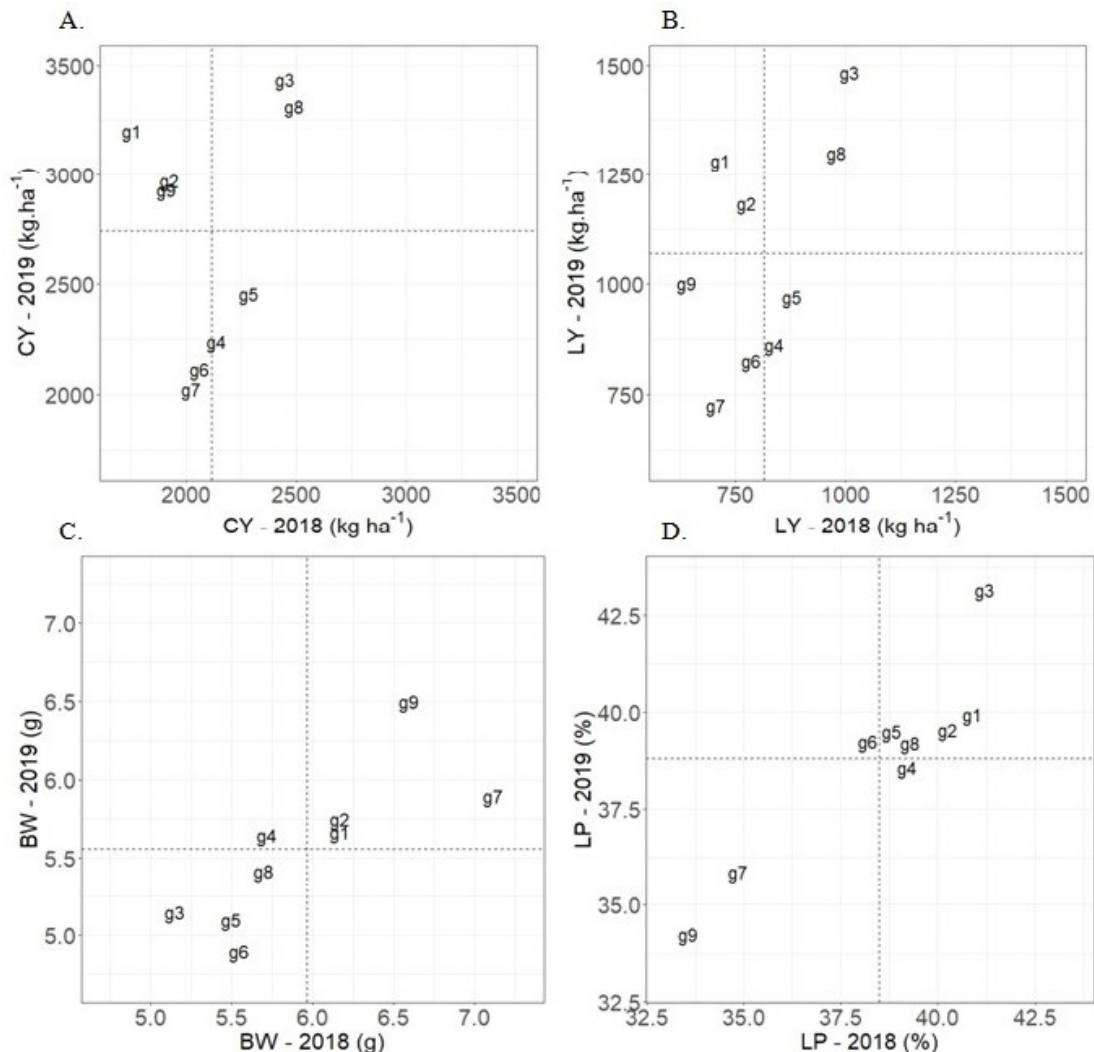 A.
CY - 2019 (kg.ha⁻¹)
3500
3000
2500
2000
g3
g8
g1
g2
g9
g5
g4
g6
g7
2000 2500 3000 3500
CY - 2018 (kg ha⁻¹)
B.
LY - 2019 (kg.ha⁻¹)
1500
1250
1000
750
g3
g8
g1
g2
g9
g5
g4
g6
g7
750 1000 1250 1500
LY - 2018 (kg ha⁻¹)
C.
BW - 2019 (g)
7.0
6.5
6.0
5.5
5.0
g9
g7
g2
g1
g4
g8
g3
g5
g6
5.0 5.5 6.0 6.5 7.0
BW - 2018 (g)
D.
LP - 2019 (%)
42.5
40.0
37.5
35.0
32.5
g3
g1
g2
g5
g6
g8
g4
g7
g9
32.5 35.0 37.5 40.0 42.5
LP - 2018 (%)